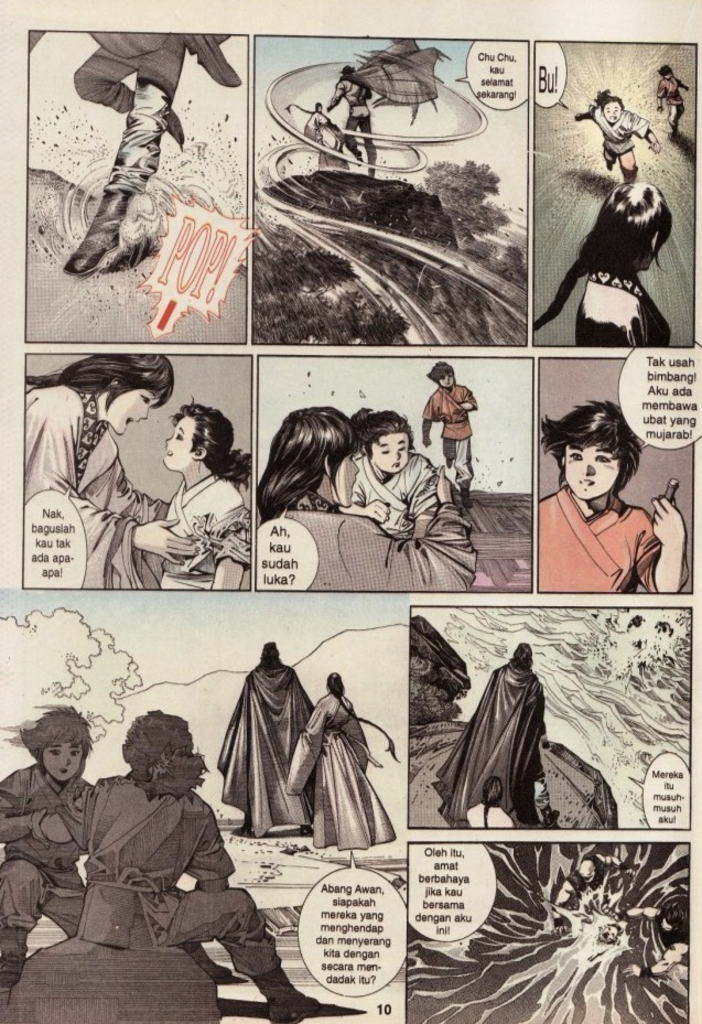 POP!
Chu Chu,
kau
selamat
sekarang!
Bu!
Nak,
baguslah
kau tak
ada apa-
apa!
Ah,
kau
sudah
luka?
Tak usah
bimbang!
Aku ada
membawa
ubat yang
mujarab!
Abang Awan,
siapakah
mereka yang
menghendap
dan menyerang
kita dengan
secara men-
dadak itu?
Mereka
itu
musuh-
musuh
aku!
Oleh itu,
amat
berbahaya
jika kau
bersama
dengan aku
ini!
10